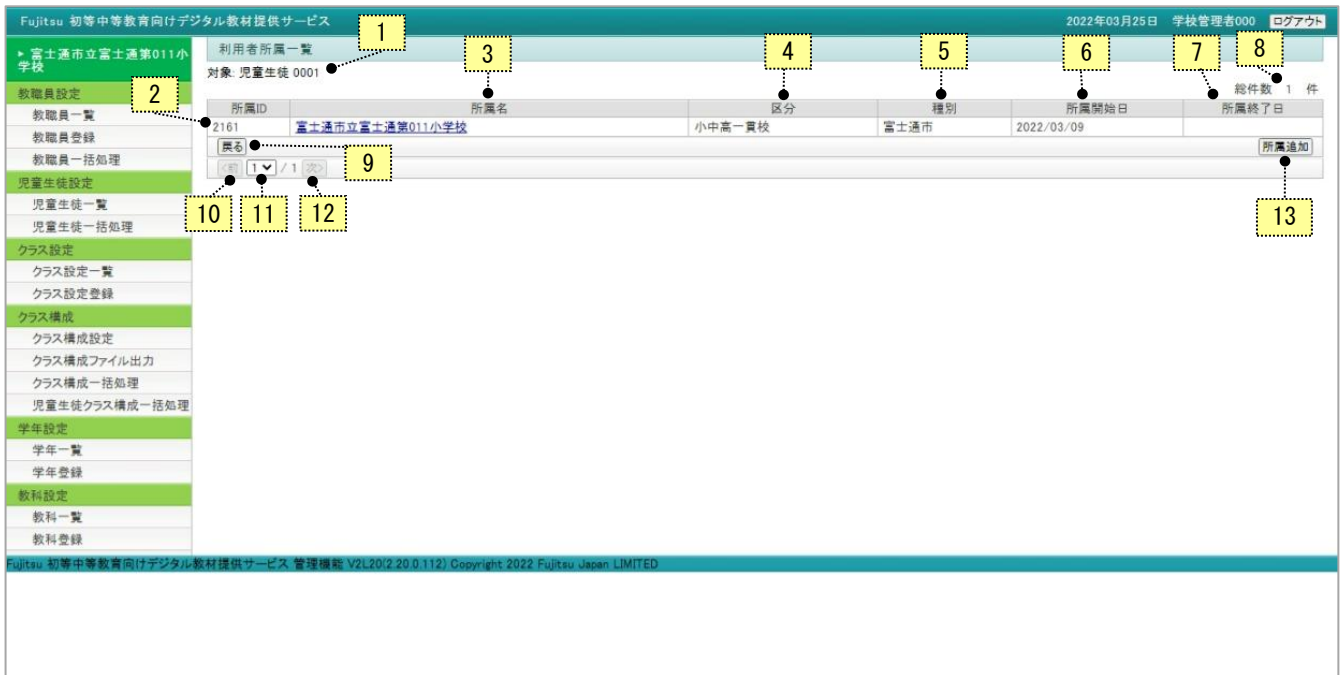 Fujitsu 初等中等教育向けデジタル教材提供サービス
2022年03月25日 学校管理者000 ログアウト
1
▸ 富士通市立富士通第011小
学校
利用者所属一覧
対象: 児童生徒 0001
3
4
5
6
7
8
総件数 1 件
2
所属ID 所属名 区分 種別 所属開始日 所属終了日
2161 富士通市立富士通第011小学校 小中高一貫校 富士通市 2022/03/09
戻る 所属追加
9
<前 1 / 1 次>
10 11 12
13
教職員設定
教職員一覧
教職員登録
教職員一括処理
児童生徒設定
児童生徒一覧
児童生徒一括処理
クラス設定
クラス設定一覧
クラス設定登録
クラス構成
クラス構成設定
クラス構成ファイル出力
クラス構成一括処理
児童生徒クラス構成一括処理
学年設定
学年一覧
学年登録
教科設定
教科一覧
教科登録
Fujitsu 初等中等教育向けデジタル教材提供サービス 管理機能 V2L20(2.20.0.112) Copyright 2022 Fujitsu Japan LIMITED